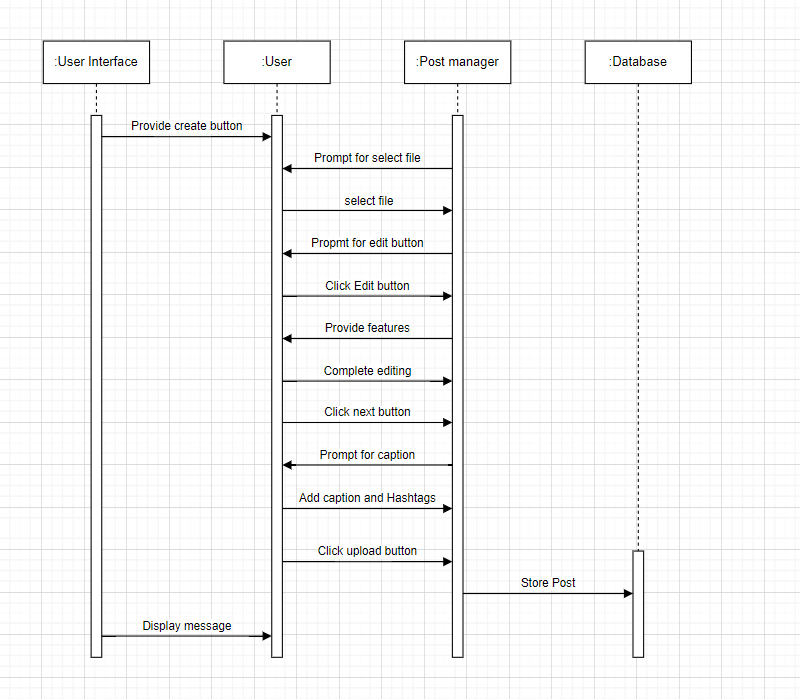 :User Interface
:User
:Post manager
:Database
Provide create button
Prompt for select file
select file
Propmt for edit button
Click Edit button
Provide features
Complete editing
Click next button
Prompt for caption
Add caption and Hashtags
Click upload button
Store Post
Display message